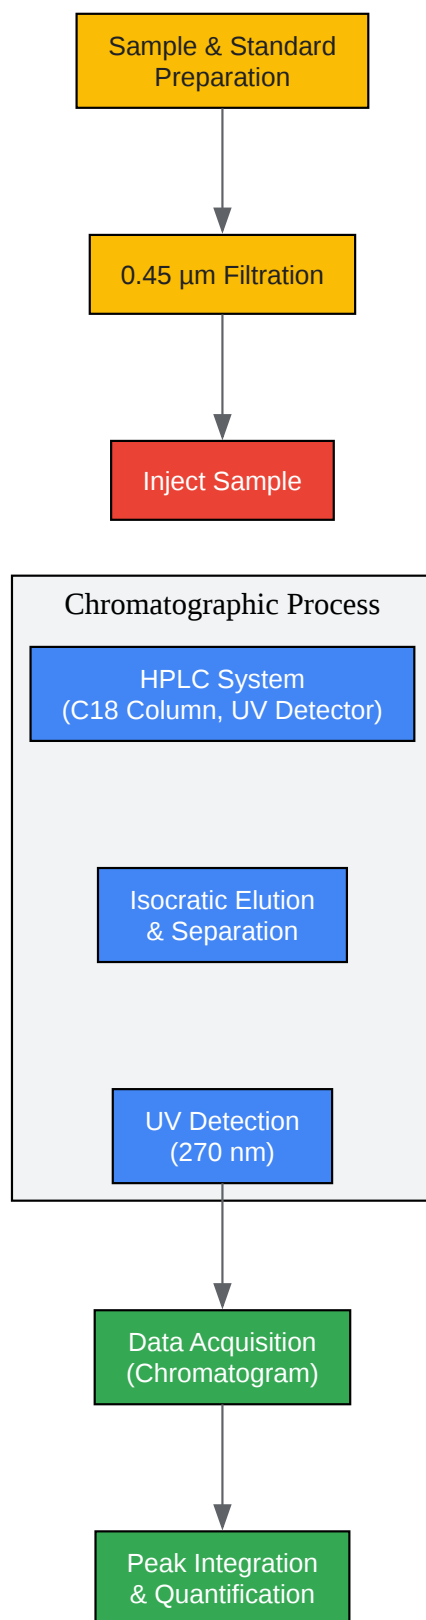 Sample & Standard
Preparation
0.45 µm Filtration
Inject Sample
Chromatographic Process
HPLC System
(C18 Column, UV Detector)
Isocratic Elution
& Separation
UV Detection
(270 nm)
Data Acquisition
(Chromatogram)
Peak Integration
& Quantification